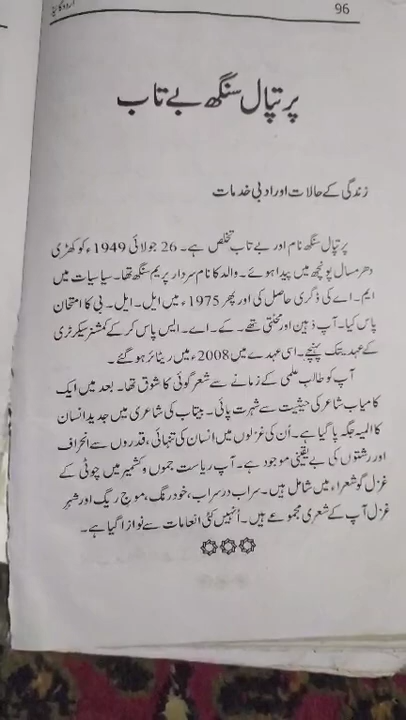 96
پرتپال سنگھ بے تاب
زندگی کے حالات اور ادبی خدمات
پرتپال سنگھ نام اور بے تاب تخلص ہے۔ 26 جولائی 1949ء کو کھڑی
دھرمسال پونچھ میں پیدا ہوئے۔ والد کا نام سردار پریم سنگھ تھا۔ سیاسیات میں
ایم۔ اے کی ڈگری حاصل کی اور پھر 1975ء میں ایل۔ ایل۔ بی کا امتحان
پاس کیا۔ آپ ذہین اور محنتی تھے۔ کے۔ اے۔ ایس پاس کر کے کمشنر سیکرٹری
کے عہدے تک پہنچے۔ اسی عہدے میں 2008ء میں ریٹائر ہو گئے۔
آپ کو طالب علمی کے زمانے سے شعر گوئی کا شوق تھا۔ بعد میں ایک
کامیاب شاعر کی حیثیت سے شہرت پائی۔ بیتاب کی شاعری میں جدید انسان
کا المیہ جگہ پا گیا ہے۔ اُن کی غزلوں میں انسان کی تنہائی، قدروں سے انحراف
اور رشتوں کی بے یقینی موجود ہے۔ آپ ریاست جموں و کشمیر میں چوٹی کے
غزل گو شعراء میں شامل ہیں۔ سراب در سراب، خود رنگ، موج ریگ اور شہرِ
غزل آپ کے شعری مجموعے ہیں۔ اُنہیں کئی انعامات سے نوازا گیا ہے۔